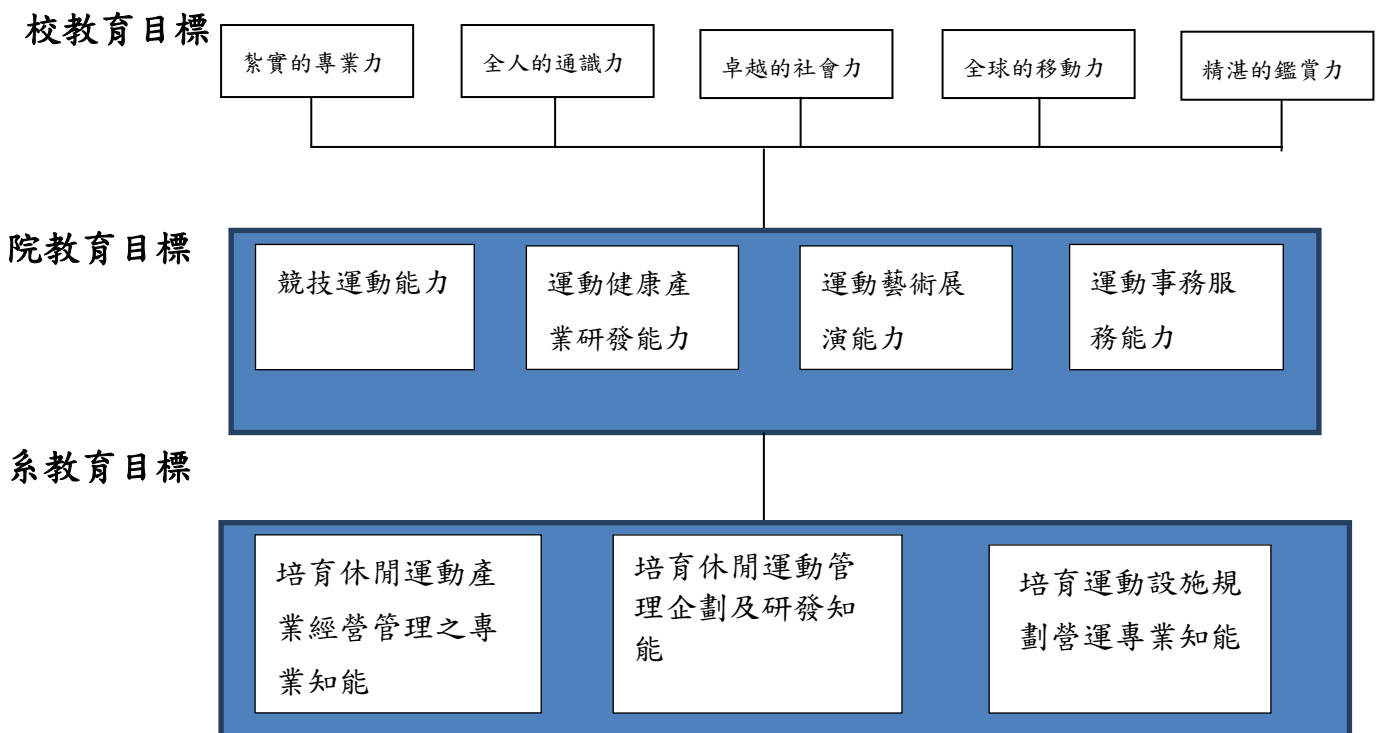 校教育目標
紮實的專業力
全人的通識力
卓越的社會力
全球的移動力
精湛的鑑賞力
院教育目標
競技運動能力
運動健康產
業研發能力
運動藝術展
演能力
運動事務服
務能力
系教育目標
培育休閒運動產
業經營管理之專
業知能
培育休閒運動管
理企劃及研發知
能
培育運動設施規
劃營運專業知能